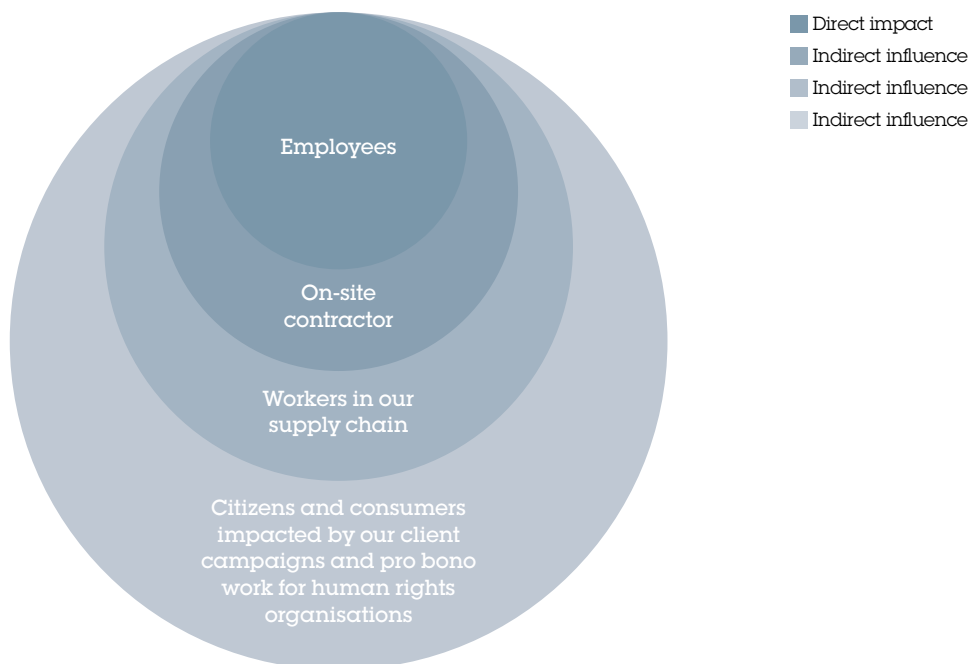 Employees
On-site
contractor
Workers in our
supply chain
Citizens and consumers
impacted by our client
campaigns and pro bono
work for human rights
organisations
Direct impact
Indirect influence
Indirect influence
Indirect influence